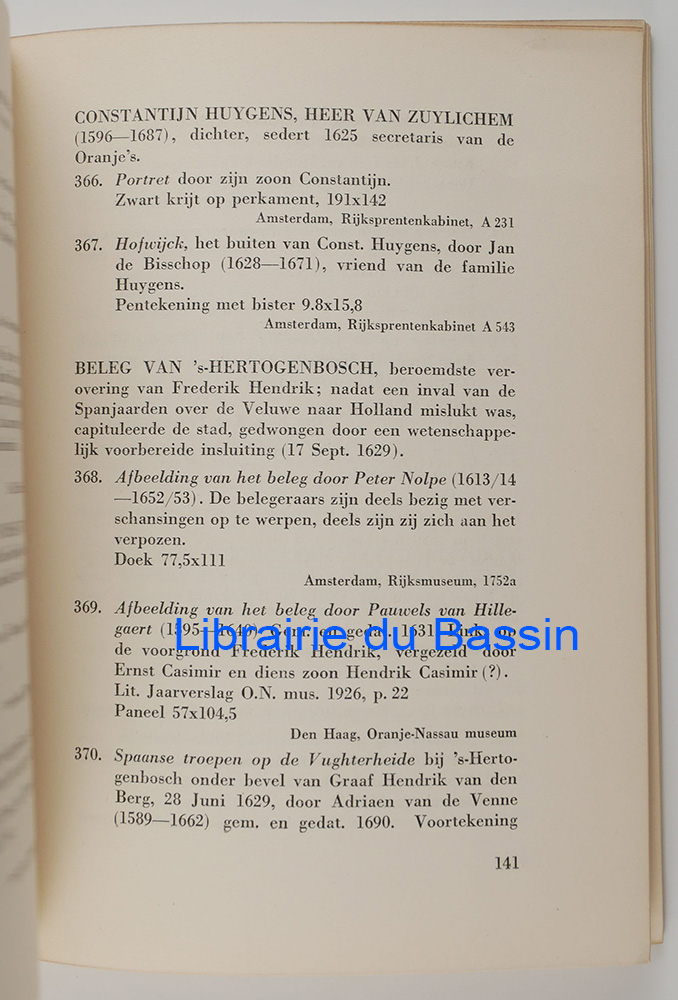 CONSTANTIJN HUYGENS, HEER VAN ZUYLICHEM
(1596—1687), dichter, sedert 1625 secretaris van de
Oranje's.
366. Portret door zijn zoon Constantijn.
Zwart krijt op perkament, 191x142
Amsterdam, Rijksprentenkabinet, A 231
367. Hofwijck, het buiten van Const. Huygens, door Jan
de Bisschop (1628—1671), vriend van de familie
Huygens.
Pentekening met bister 9.8x15,8
Amsterdam, Rijksprentenkabinet A 543
BELEG VAN 's-HERTOGENBOSCH, beroemdste ver-
overing van Frederik Hendrik; nadat een inval van de
Spanjaarden over de Veluwe naar Holland mislukt was,
capituleerde de stad, gedwongen door een wetenschappe-
lijk voorbereide insluiting (17 Sept. 1629).
368. Afbeelding van het beleg door Peter Nolpe (1613/14
—1652/53). De belegeraars zijn deels bezig met ver-
schansingen op te werpen, deels zijn zij zich aan het
verpozen.
Doek 77,5x111
Amsterdam, Rijksmuseum, 1752a
369. Afbeelding van het beleg door Pauwels van Hille-
gaert (1595—1640) Gem. en gedat. 1631. op
Librairie du Bassin
de voorgrond Frederik Hendrik, vergezeld door
Ernst Casimir en diens zoon Hendrik Casimir (?).
Lit. Jaarverslag O.N. mus. 1926, p. 22
Paneel 57x104,5
Den Haag, Oranje-Nassau museum
370. Spaanse troepen op de Vughterheide bij 's-Herto-
genbosch onder bevel van Graaf Hendrik van den
Berg, 28 Juni 1629, door Adriaen van de Venne
(1589—1662) gem. en gedat. 1690. Voortekening
141